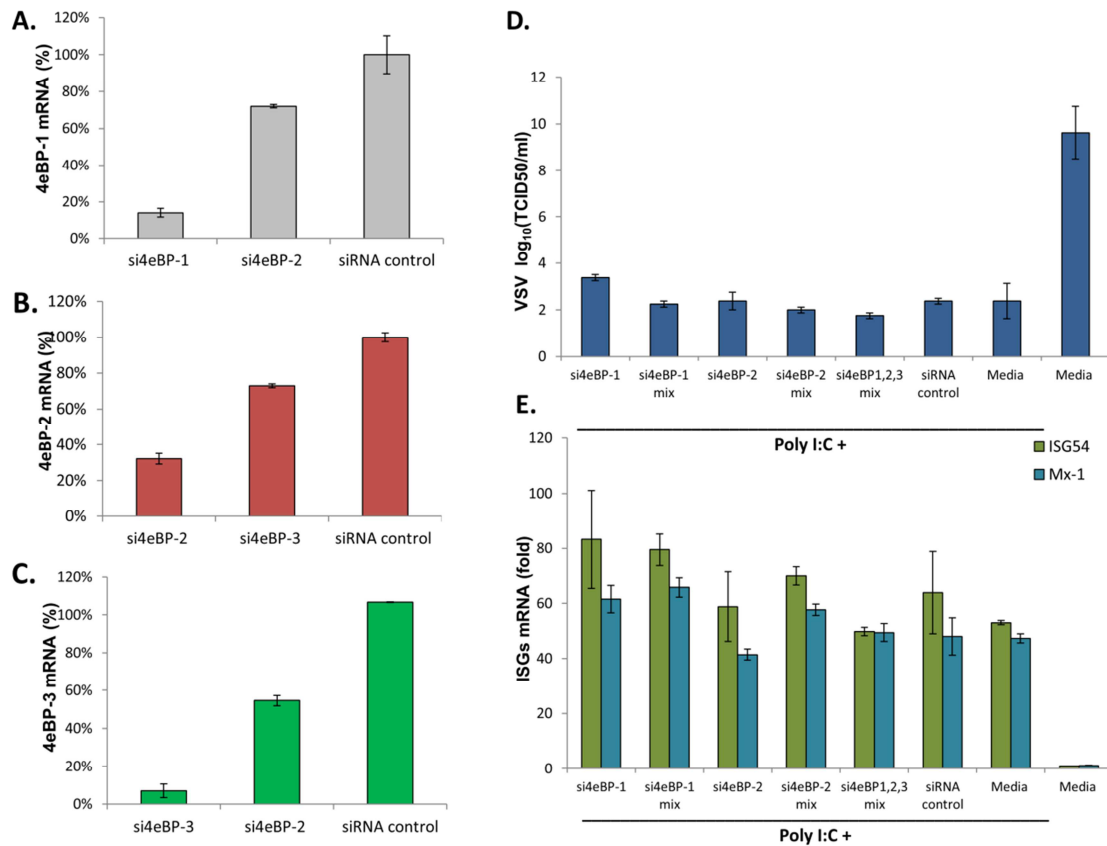 A.
4eBP-1 mRNA (%)
120%
100%
80%
60%
40%
20%
0%
si4eBP-1 si4eBP-2 siRNA control
B.
4eBP-2 mRNA (%)
120%
100%
80%
60%
40%
20%
0%
si4eBP-2 si4eBP-3 siRNA control
C.
4eBP-3 mRNA (%)
120%
100%
80%
60%
40%
20%
0%
si4eBP-3 si4eBP-2 siRNA control
D.
VSV log10(TCID50/ml)
12
10
8
6
4
2
0
si4eBP-1 si4eBP-1 si4eBP-2 si4eBP-2 si4eBP1,2,3 siRNA Media Media
mix mix mix control
Poly I:C +
E.
ISG54
Mx-1
ISGs mRNA (fold)
120
100
80
60
40
20
0
si4eBP-1 si4eBP-1 si4eBP-2 si4eBP-2 si4eBP1,2,3 siRNA Media Media
mix mix mix control
Poly I:C +